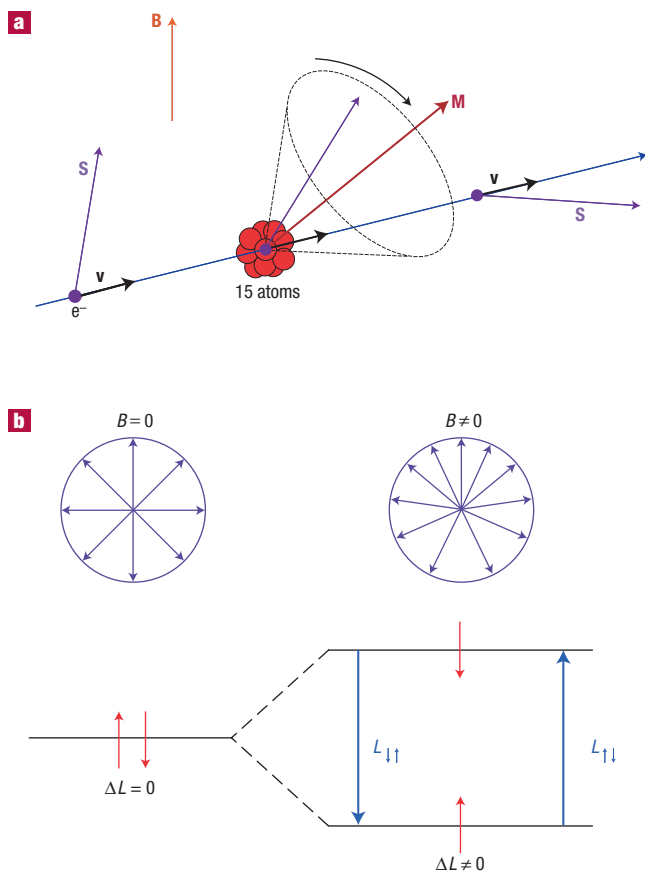 a
B
M
S
v
S
v
15 atoms
e⁻
b
B = 0
B ≠ 0
L↓↑
L↑↓
ΔL = 0
ΔL ≠ 0